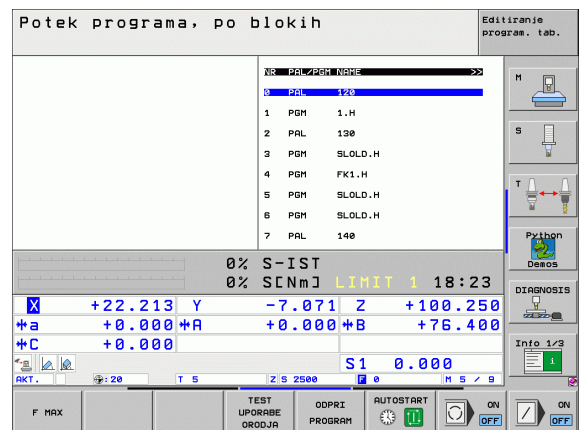 Potek programa, po blokih
Editiranje
program. tab.
NR PAL/PGM NAME >>
0 PAL 120
1 PGM 1.H
2 PAL 130
3 PGM SLOLD.H
4 PGM FK1.H
5 PGM SLOLD.H
6 PGM SLOLD.H
7 PAL 140
M
S
T
Python
Demos
DIAGNOSIS
Info 1/3
0% S-IST
0% S[Nm] LIMIT 1 18:23
X +22.213 Y -7.071 Z +100.250
*a +0.000 *A +0.000 *B +76.400
*C +0.000
S1 0.000
AKT. : 20 T 5 Z S 2500 F 0 M 5 / 9
F MAX
TEST
UPORABE
ORODJA
ODPRI
PROGRAM
AUTOSTART
ON
OFF
ON
OFF